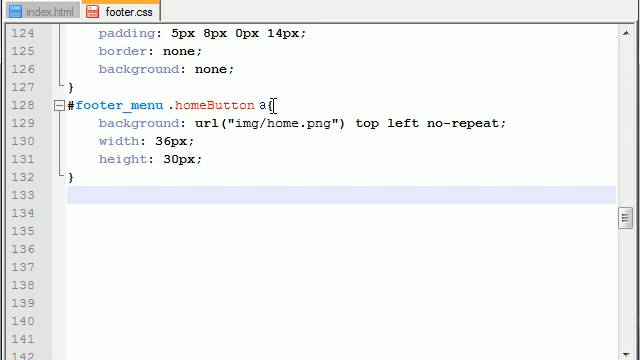 index.html footer.css
124 padding: 5px 8px 0px 14px;
125 border: none;
126 background: none;
127 }
128 #footer_menu .homeButton a{
129 background: url("img/home.png") top left no-repeat;
130 width: 36px;
131 height: 30px;
132 }
133
134
135
136
137
138
139
140
141
142